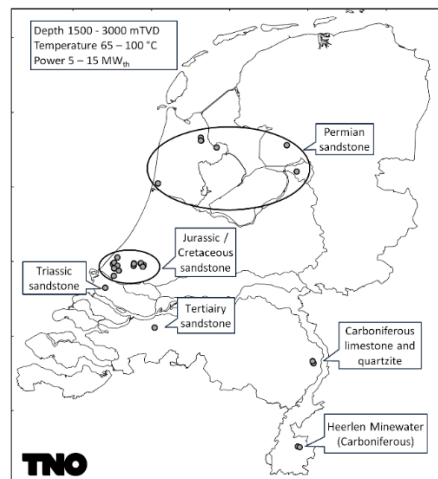 Depth 1500 - 3000 mTVD
Temperature 65 – 100 °C
Power 5 – 15 MWth
Permian
sandstone
Jurassic /
Cretaceous
sandstone
Triassic
sandstone
Tertiairy
sandstone
Carboniferous
limestone and
quartzite
Heerlen Minewater
(Carboniferous)
TNO